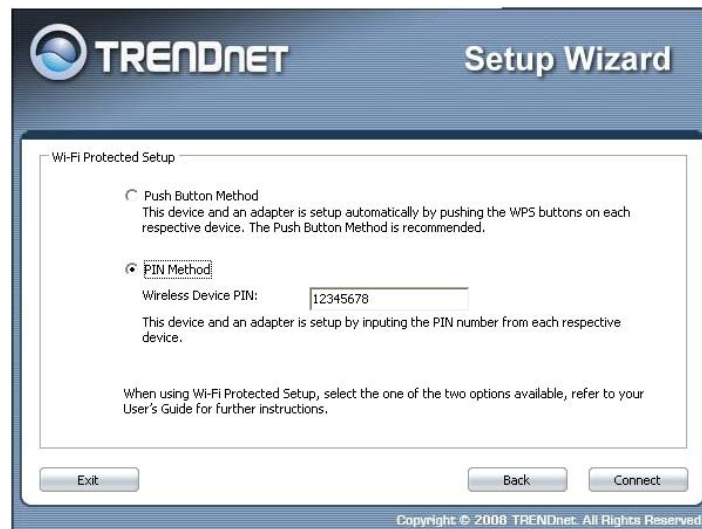 TRENDNET
Setup Wizard
Wi-Fi Protected Setup
Push Button Method
This device and an adapter is setup automatically by pushing the WPS buttons on each
respective device. The Push Button Method is recommended.
PIN Method
Wireless Device PIN:
12345678
This device and an adapter is setup by inputing the PIN number from each respective
device.
When using Wi-Fi Protected Setup, select the one of the two options available, refer to your
User's Guide for further instructions.
Exit
Back
Connect
Copyright © 2008 TRENDnet. All Rights Reserved